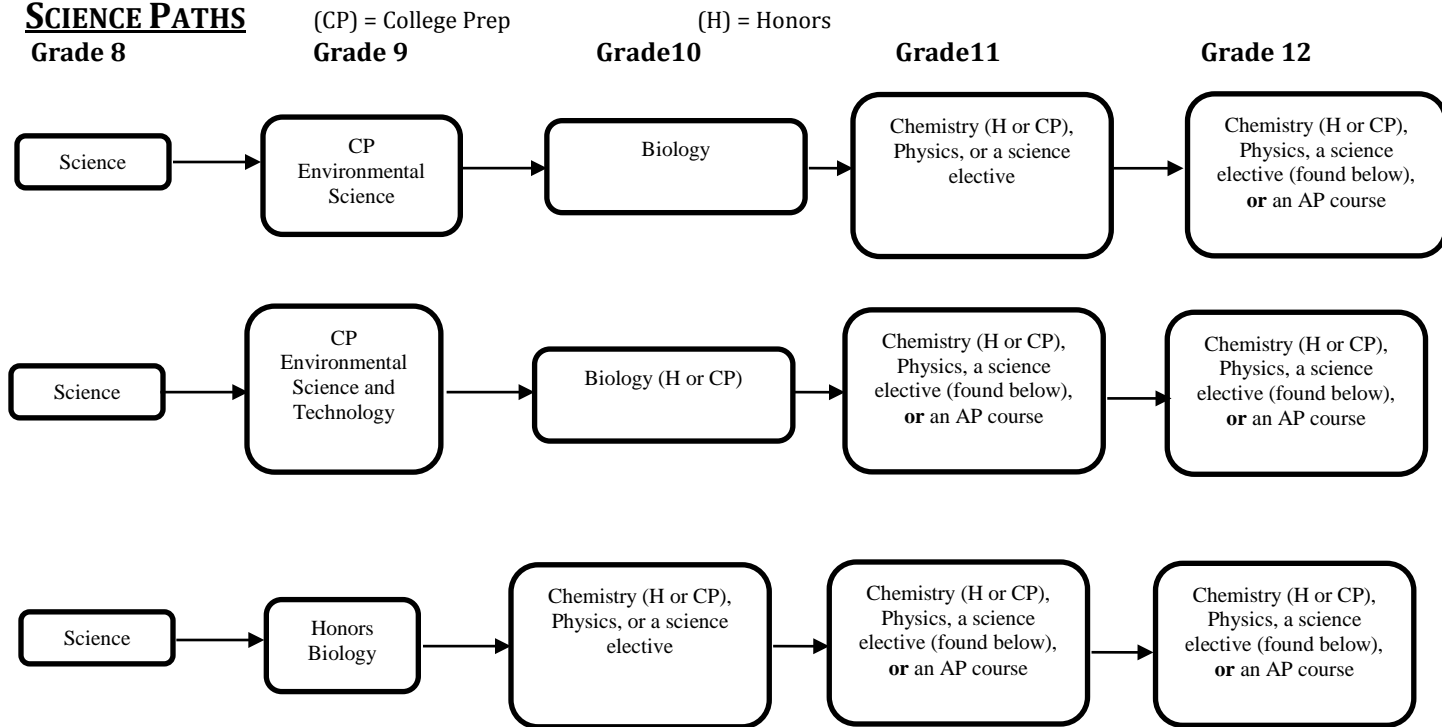 SCIENCE PATHS (CP) = College Prep (H) = Honors
Grade 8 Grade 9 Grade10 Grade11 Grade 12
Science
CP
Environmental
Science
Biology
Chemistry (H or CP),
Physics, or a science
elective
Chemistry (H or CP),
Physics, a science
elective (found below),
or an AP course
Science
CP
Environmental
Science and
Technology
Biology (H or CP)
Chemistry (H or CP),
Physics, a science
elective (found below),
or an AP course
Chemistry (H or CP),
Physics, a science
elective (found below),
or an AP course
Science
Honors
Biology
Chemistry (H or CP),
Physics, or a science
elective
Chemistry (H or CP),
Physics, a science
elective (found below),
or an AP course
Chemistry (H or CP),
Physics, a science
elective (found below),
or an AP course